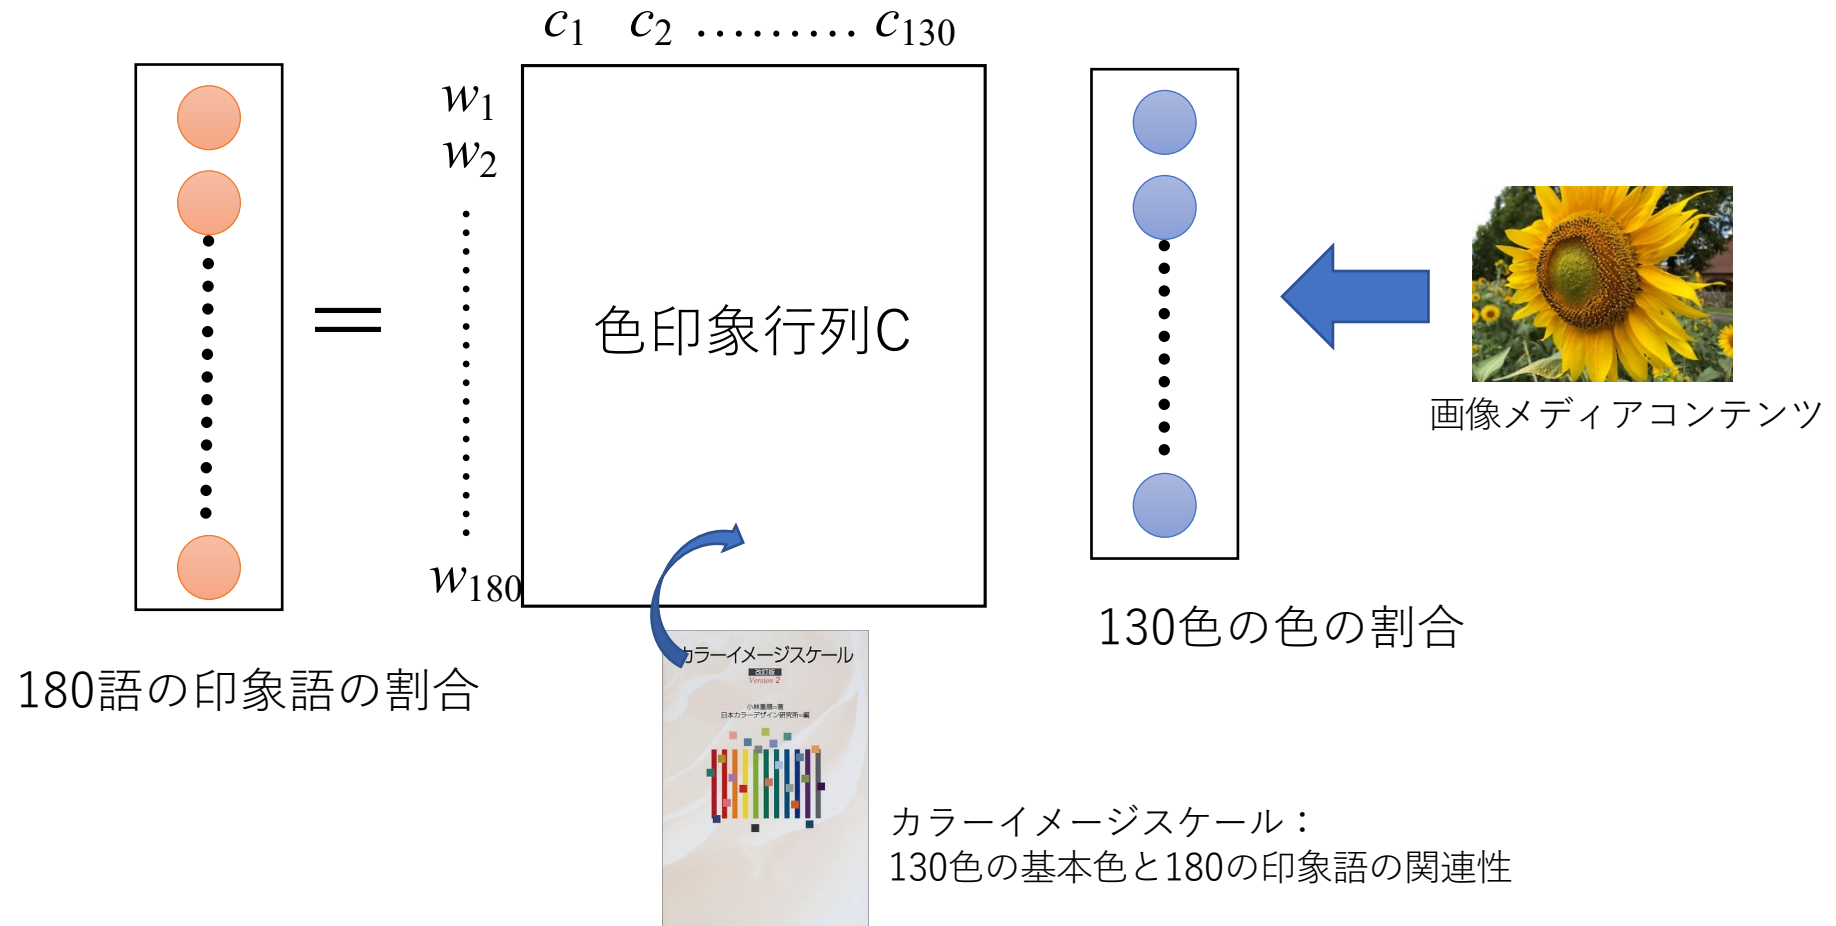 c1 c2 ......... c130
w1
w2
w180
色印象行列C
画像メディアコンテンツ
130色の色の割合
180語の印象語の割合
カラーイメージスケール
改訂版
Version 2
小林重順=著
日本カラーデザイン研究所=編
カラーイメージスケール：
130色の基本色と180の印象語の関連性